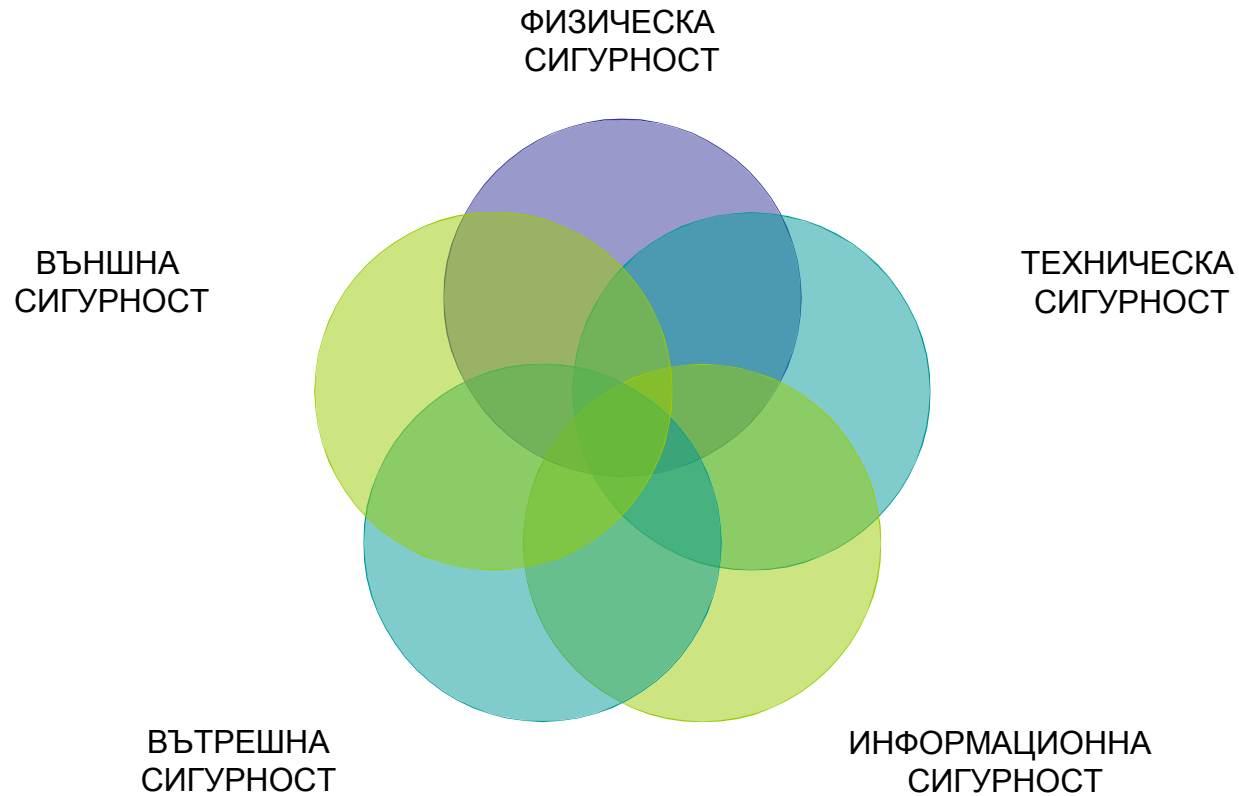 ФИЗИЧЕСКА
СИГУРНОСТ
ВЪНШНА
СИГУРНОСТ
ТЕХНИЧЕСКА
СИГУРНОСТ
ВЪТРЕШНА
СИГУРНОСТ
ИНФОРМАЦИОННА
СИГУРНОСТ